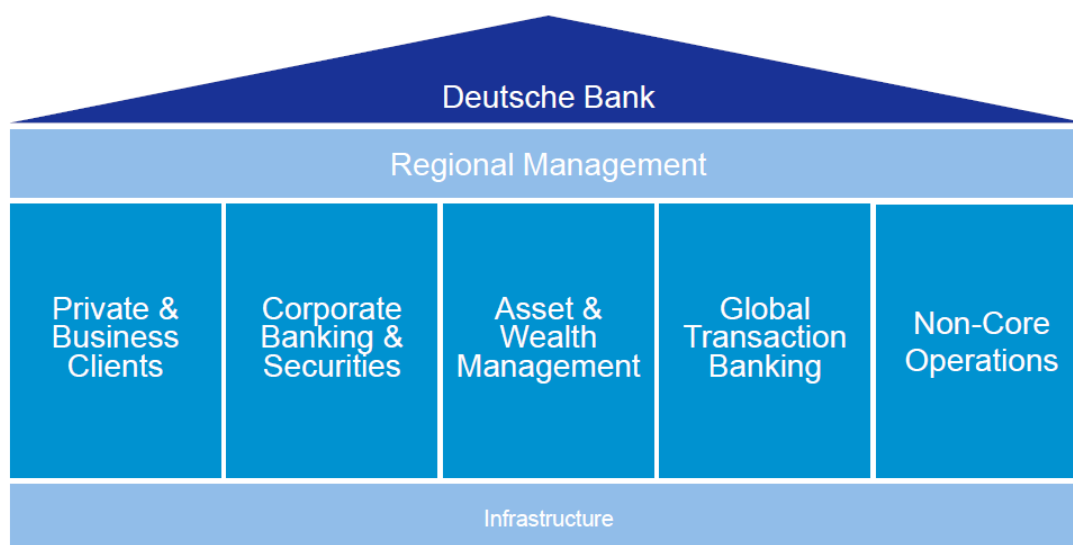 Deutsche Bank
Regional Management
Private &
Business
Clients
Corporate
Banking &
Securities
Asset &
Wealth
Management
Global
Transaction
Banking
Non-Core
Operations
Infrastructure